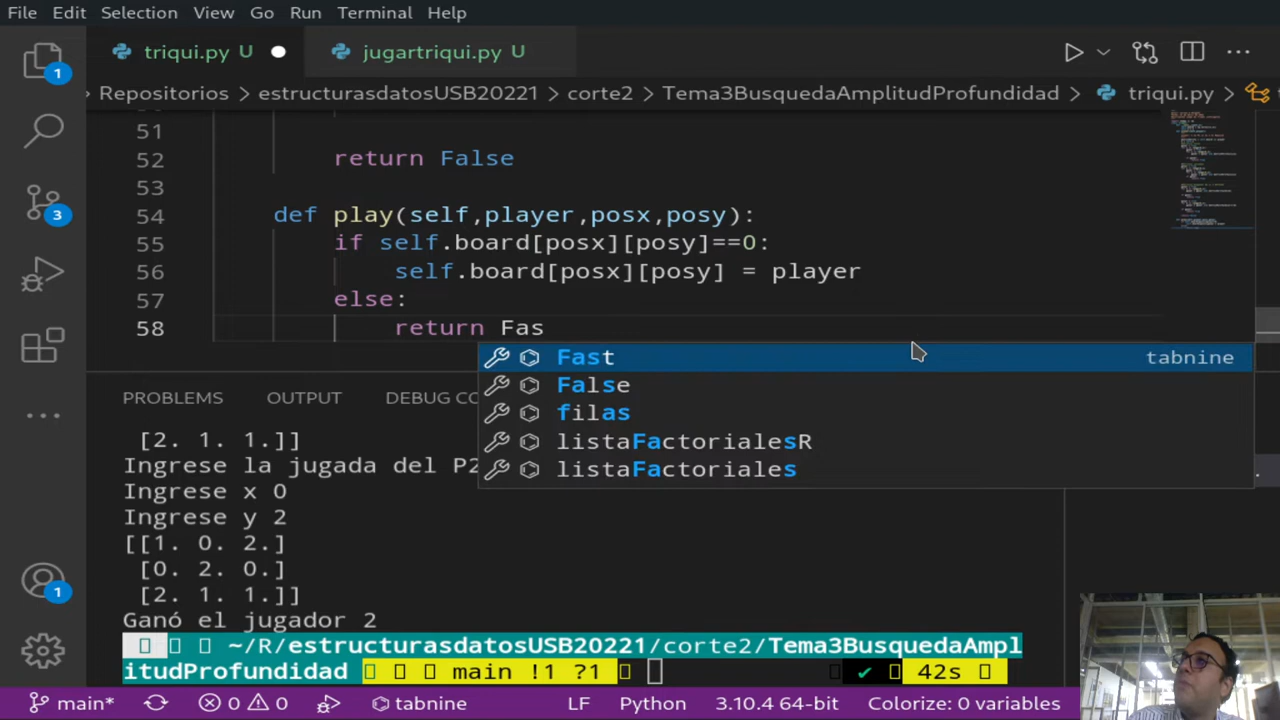 File Edit Selection View Go Run Terminal Help
triqui.py U jugartriqui.py U
Repositorios > estructurasdatosUSB20221 > corte2 > Tema3BusquedaAmplitudProfundidad > triqui.py >
51
52 return False
53
54 def play(self,player,posx,posy):
55 if self.board[posx][posy]==0:
56 self.board[posx][posy] = player
57 else:
58 return Fas
Fast tabnine
False
filas
listaFactorialesR
listaFactoriales
PROBLEMS OUTPUT DEBUG CO
[2. 1. 1.]]
Ingrese la jugada del P2
Ingrese x 0
Ingrese y 2
[[1. 0. 2.]
[0. 2. 0.]
[2. 1. 1.]]
Ganó el jugador 2
~/R/estructurasdatosUSB20221/corte2/Tema3BusquedaAmpl
itudProfundidad main !1 ?1 ✔ 42s
1
3
1
main* 0 0 tabnine LF Python 3.10.4 64-bit Colorize: 0 variables